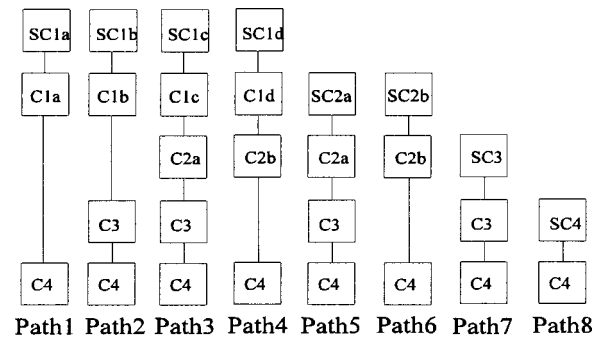 SC1a SC1b SC1c SC1d
C1a C1b C1c C1d SC2a SC2b
C2a C2b C2a C2b SC3
C3 C3 C3 C3 SC4
C4 C4 C4 C4 C4 C4 C4 C4
Path1 Path2 Path3 Path4 Path5 Path6 Path7 Path8